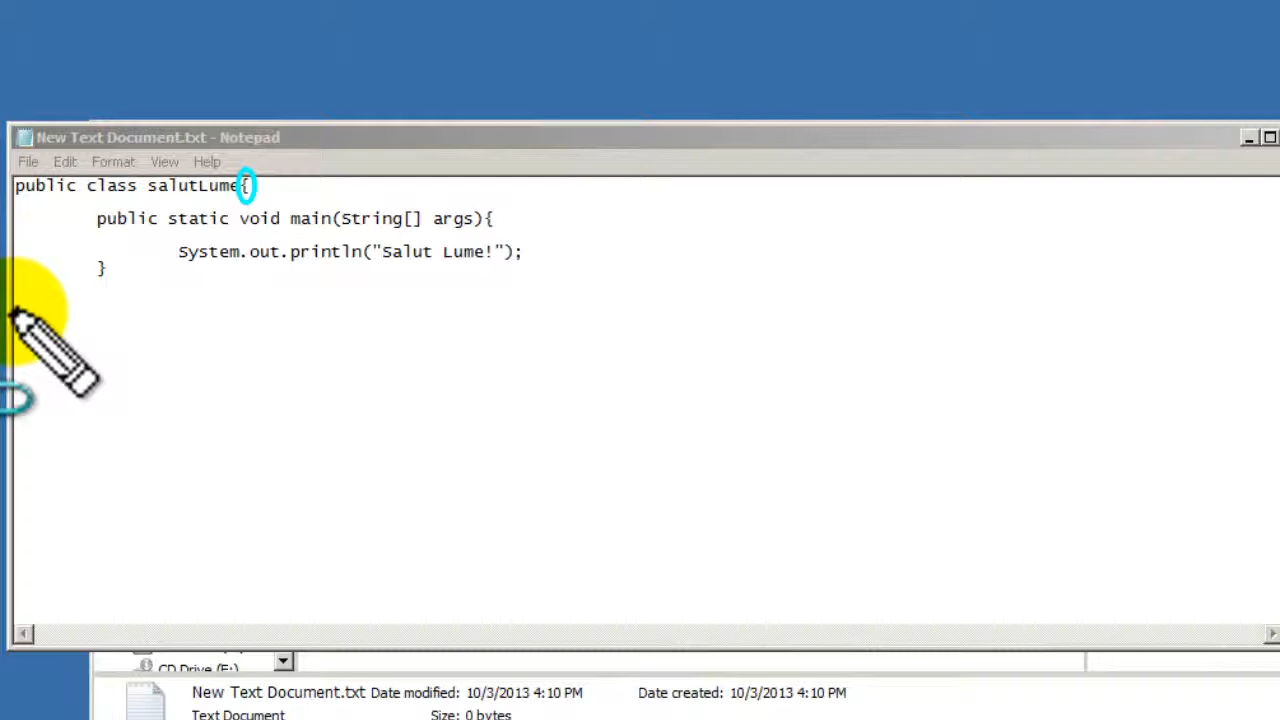 New Text Document.txt - Notepad
File Edit Format View Help
public class salutLume{
public static void main(String[] args){
System.out.println("Salut Lume!");
}
CD Drive (E:)
New Text Document.txt Date modified: 10/3/2013 4:10 PM Date created: 10/3/2013 4:10 PM
Text Document Size: 0 bytes